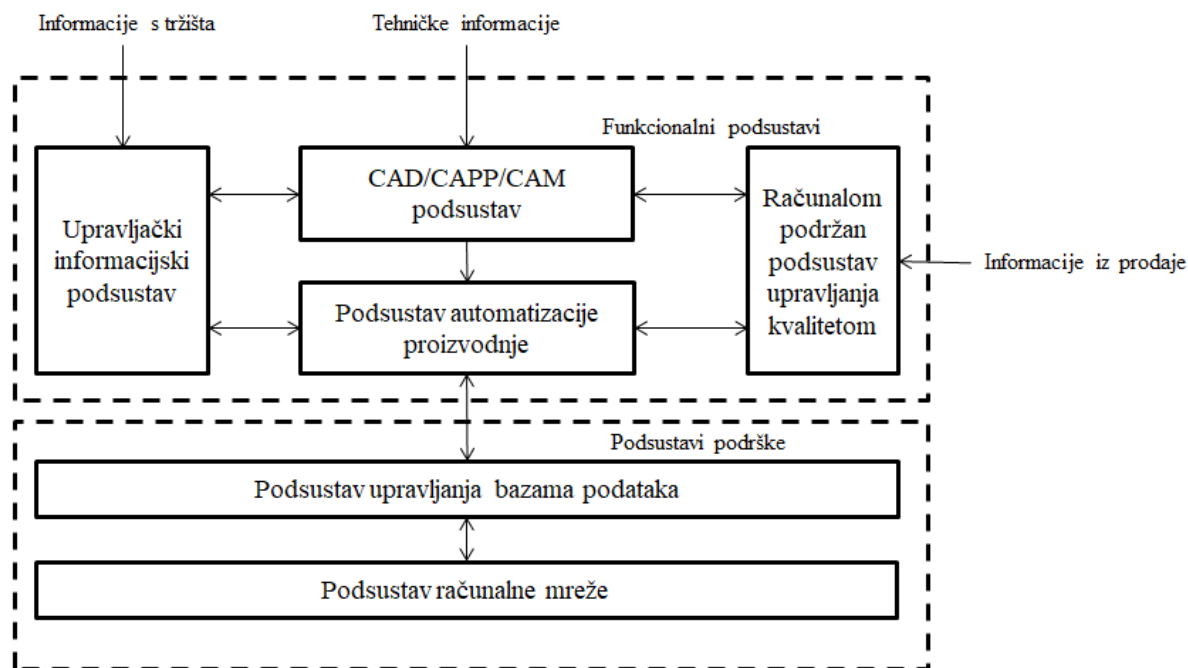 Informacije s tržišta
Tehničke informacije
Funkcionalni podsustavi
Upravljački
informacijski
podsustav
CAD/CAPP/CAM
podsustav
Podsustav automatizacije
proizvodnje
Računalom
podržan
podsustav
upravljanja
kvalitetom
Informacije iz prodaje
Podsustavi podrške
Podsustav upravljanja bazama podataka
Podsustav računalne mreže